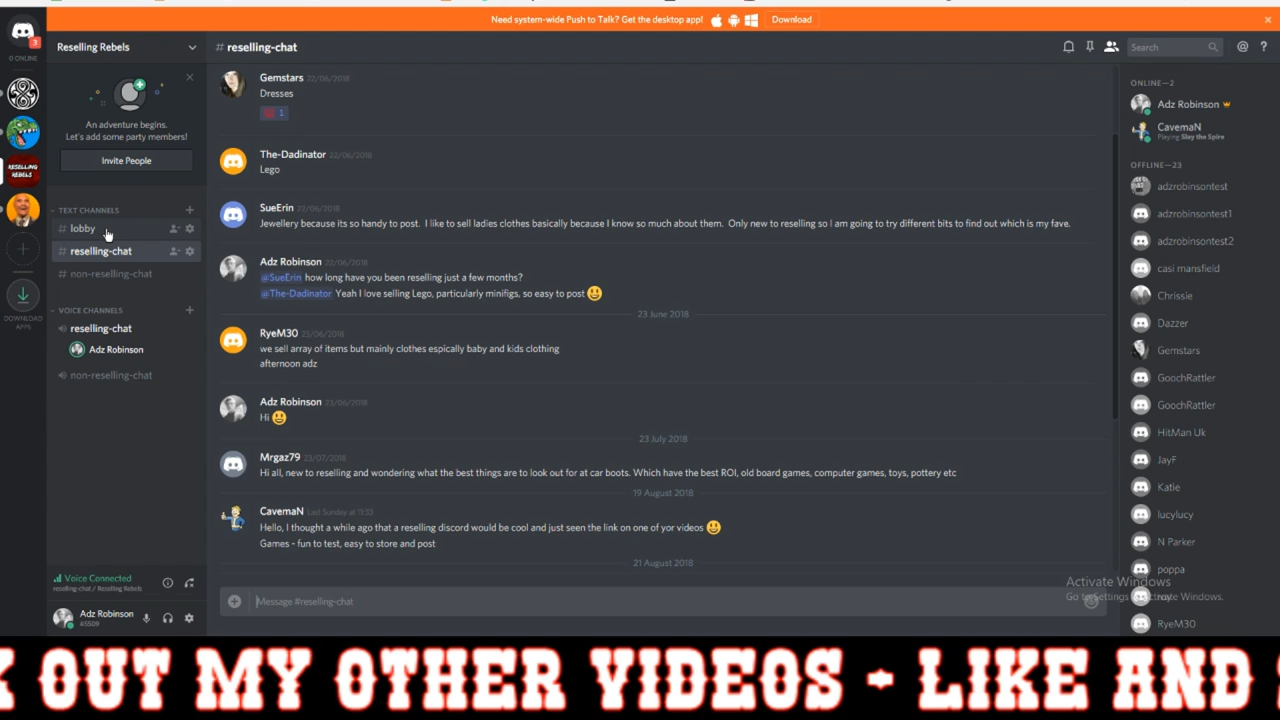 Need system-wide Push to Talk? Get the desktop app! Download
3
0 ONLINE
RESELLING
REBELS
DOWNLOAD
APPS
Reselling Rebels
An adventure begins.
Let's add some party members!
Invite People
TEXT CHANNELS
# lobby
# reselling-chat
# non-reselling-chat
VOICE CHANNELS
reselling-chat
Adz Robinson
non-reselling-chat
Voice Connected
reselling-chat / Reselling Rebels
Adz Robinson
#5509
# reselling-chat
Search
Gemstars 22/06/2018
Dresses
1
The-Dadinator 22/06/2018
Lego
SueErin 22/06/2018
Jewellery because its so handy to post. I like to sell ladies clothes basically because I know so much about them. Only new to reselling so I am going to try different bits to find out which is my fave.
Adz Robinson 22/06/2018
@SueErin how long have you been reselling just a few months?
@The-Dadinator Yeah I love selling Lego, particularly minifigs, so easy to post
23 June 2018
RyeM30 23/06/2018
we sell array of items but mainly clothes espically baby and kids clothing
afternoon adz
Adz Robinson 23/06/2018
Hi
23 July 2018
Mrgaz79 23/07/2018
Hi all, new to reselling and wondering what the best things are to look out for at car boots. Which have the best ROI, old board games, computer games, toys, pottery etc
19 August 2018
CavemaN Last Sunday at 11:33
Hello, I thought a while ago that a reselling discord would be cool and just seen the link on one of yor videos
Games - fun to test, easy to store and post
21 August 2018
Message #reselling-chat
ONLINE—2
Adz Robinson
CavemaN
Playing Slay the Spire
OFFLINE—23
adzrobinsontest
adzrobinsontest1
adzrobinsontest2
casi mansfield
Chrissie
Dazzer
Gemstars
GoochRattler
GoochRattler
HitMan Uk
JayF
Katie
lucylucy
N Parker
poppa
RyeM30
Activate Windows
Go to Settings to activate Windows.
K OUT MY OTHER VIDEOS - LIKE AND